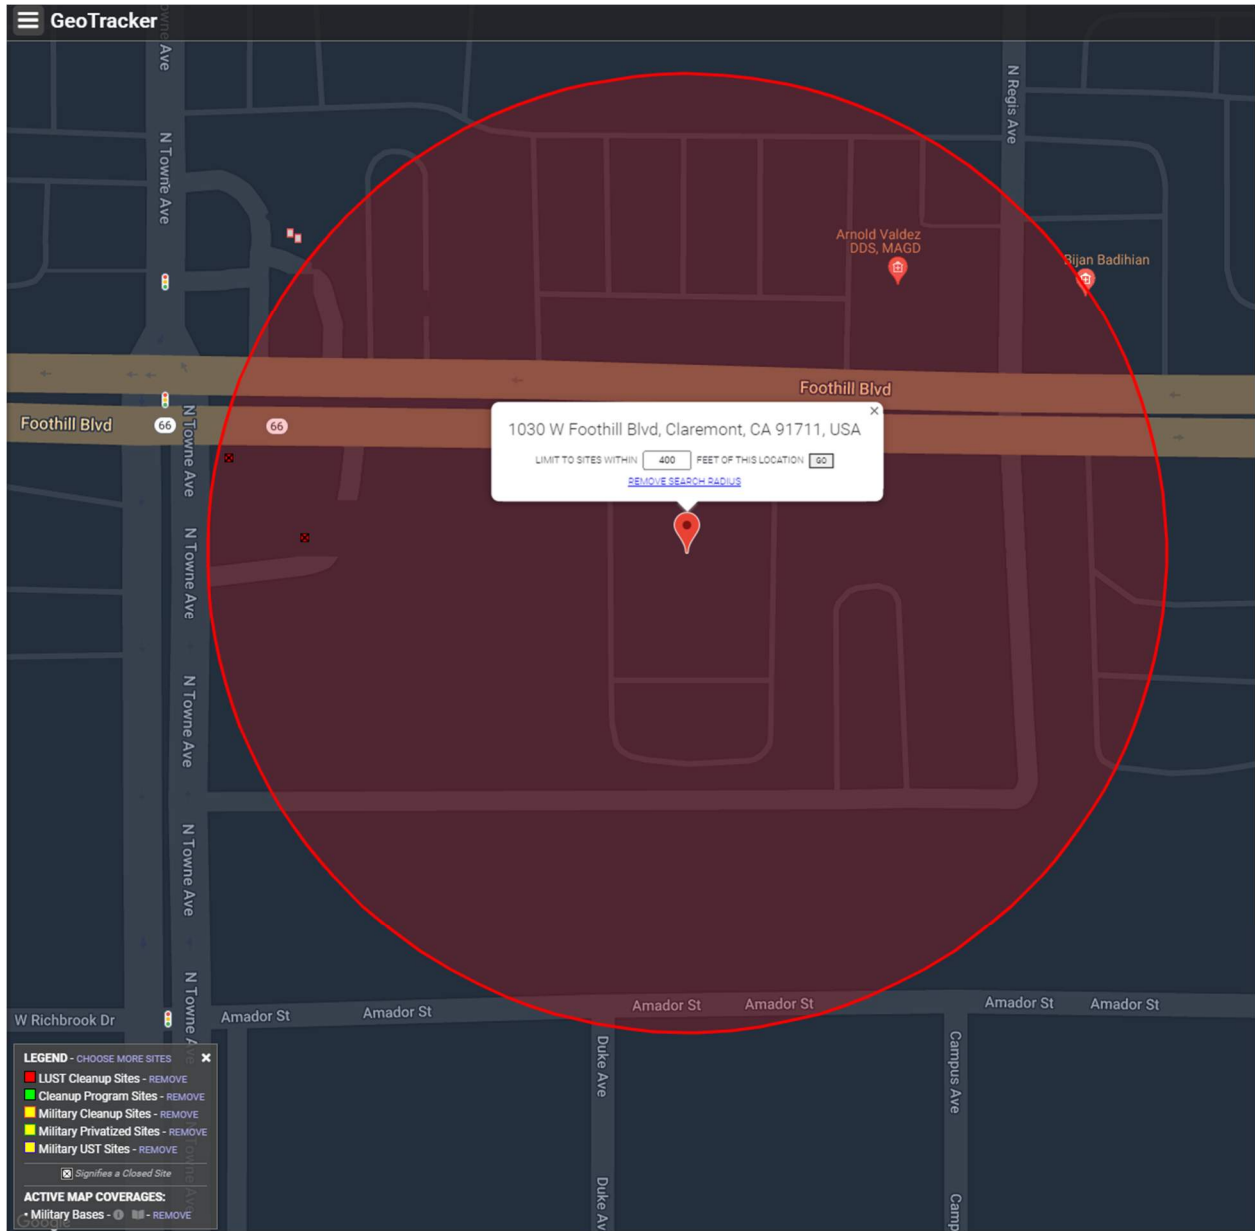 GeoTracker
N Towne Ave
N Regis Ave
N Towne Ave
Arnold Valdez
DDS, MAGD
Bijan Badihian
Foothill Blvd
Foothill Blvd
66
N Towne Ave
66
×
1030 W Foothill Blvd, Claremont, CA 91711, USA
LIMIT TO SITES WITHIN 400 FEET OF THIS LOCATION GO
REMOVE SEARCH RADIUS
N Towne Ave
N Towne Ave
N Towne Ave
N Towne A
W Richbrook Dr
Amador St
Amador St
Amador St
Amador St
Amador St
Amador St
Duke Ave
Campus Ave
Duke Av
Camp
LEGEND - CHOOSE MORE SITES ×
LUST Cleanup Sites - REMOVE
Cleanup Program Sites - REMOVE
Military Cleanup Sites - REMOVE
Military Privatized Sites - REMOVE
Military UST Sites - REMOVE
Signifies a Closed Site
ACTIVE MAP COVERAGES:
• Military Bases - - REMOVE
Google